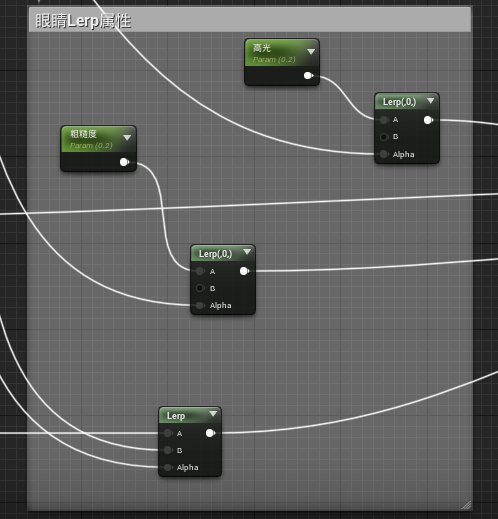 眼睛Lerp属性
高光
Param (0.2)
Lerp(,0,)
A
B
Alpha
粗糙度
Param (0.2)
Lerp(,0,)
A
B
Alpha
Lerp
A
B
Alpha